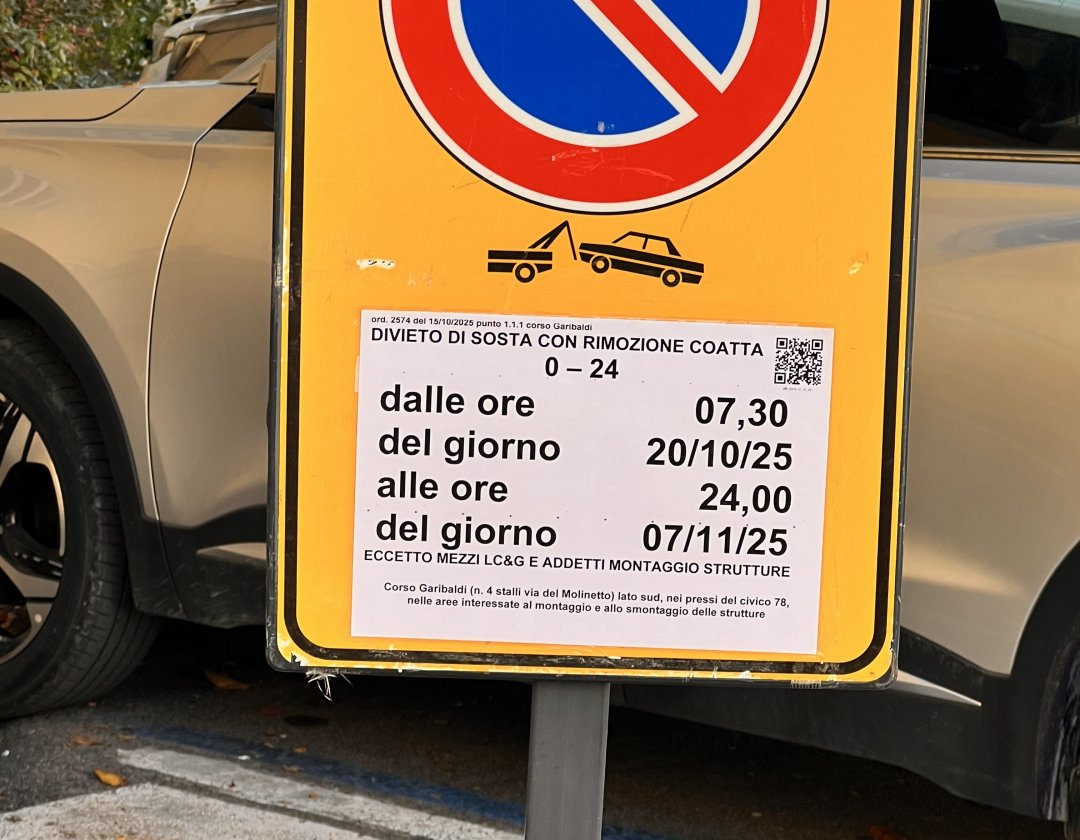 ord. 2574 del 15/10/2025 punto 1.1.1 corso Garibaldi
DIVIETO DI SOSTA CON RIMOZIONE COATTA
0 – 24
dalle ore 07,30
del giorno 20/10/25
alle ore 24,00
del giorno 07/11/25
ECCETTO MEZZI LC&G E ADDETTI MONTAGGIO STRUTTURE
Corso Garibaldi (n. 4 stalli via del Molinetto) lato sud, nei pressi del civico 78,
nelle aree interessate al montaggio e allo smontaggio delle strutture